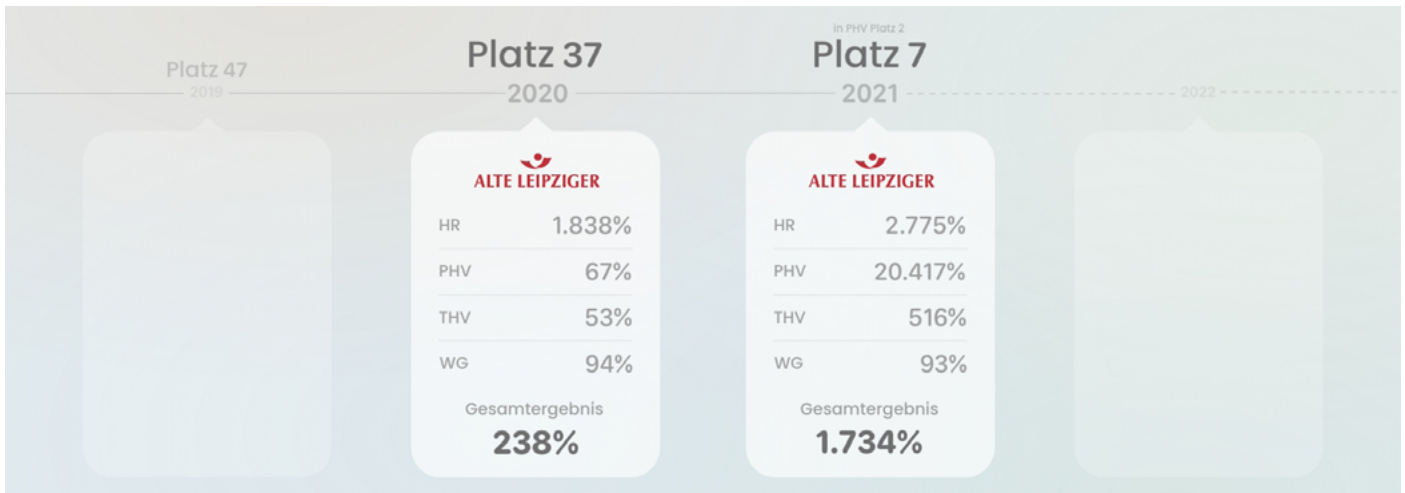 Platz 47
2019
Platz 37
2020
ALTE LEIPZIGER
HR 1.838%
PHV 67%
THV 53%
WG 94%
Gesamtergebnis
238%
in PHV Platz 2
Platz 7
2021
ALTE LEIPZIGER
HR 2.775%
PHV 20.417%
THV 516%
WG 93%
Gesamtergebnis
1.734%
2022